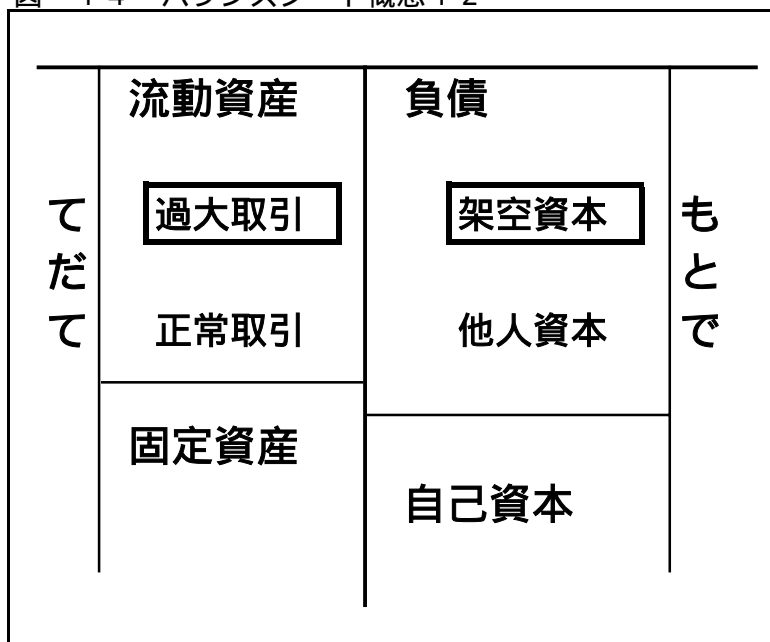 流動資産
負債
てだて
過大取引
架空資本
もとで
正常取引
他人資本
固定資産
自己資本